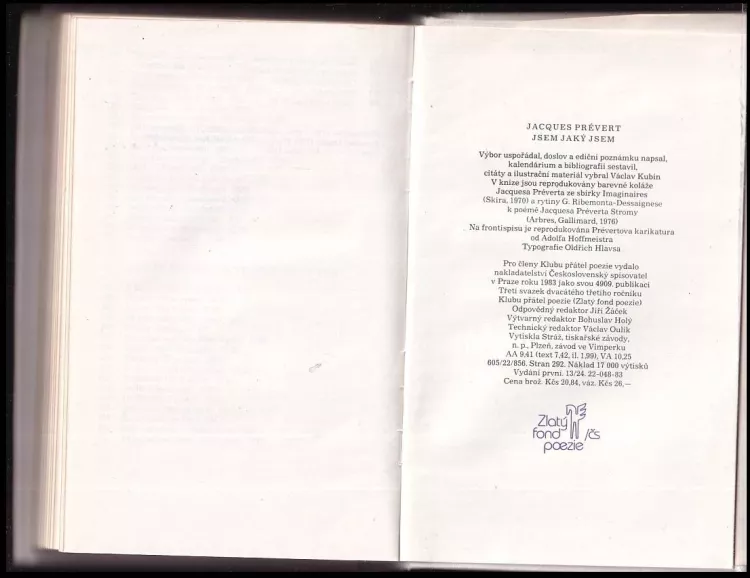 JACQUES PRÉVERT
JSEM JAKÝ JSEM
Výbor uspořádal, doslov a ediční poznámku napsal,
kalendárium a bibliografii sestavil,
citáty a ilustrační materiál vybral Václav Kubín
V knize jsou reprodukovány barevné koláže
Jacquesa Préverta ze sbírky Imaginaires
(Skira, 1970) a rytiny G. Ribemonta-Dessaignese
k poémě Jacquesa Préverta Stromy
(Arbres, Gallimard, 1976)
Na frontispisu je reprodukována Prévertova karikatura
od Adolfa Hoffmeistra
Typografie Oldřich Hlavsa
Pro členy Klubu přátel poezie vydalo
nakladatelství Československý spisovatel
v Praze roku 1983 jako svou 4909. publikaci
Třetí svazek dvacátého třetího ročníku
Klubu přátel poezie (Zlatý fond poezie)
Odpovědný redaktor Jiří Žáček
Výtvarný redaktor Bohuslav Holý
Technický redaktor Václav Oulík
Vytiskla Stráž, tiskařské závody,
n. p., Plzeň, závod ve Vimperku
AA 9,41 (text 7,42, il. 1,99), VA 10,25
605/22/856. Stran 292. Náklad 17 000 výtisků
Vydání první. 13/24. 22-048-83
Cena brož. Kčs 20,84, váz. Kčs 26,—
Zlatý
fond /čs
poezie